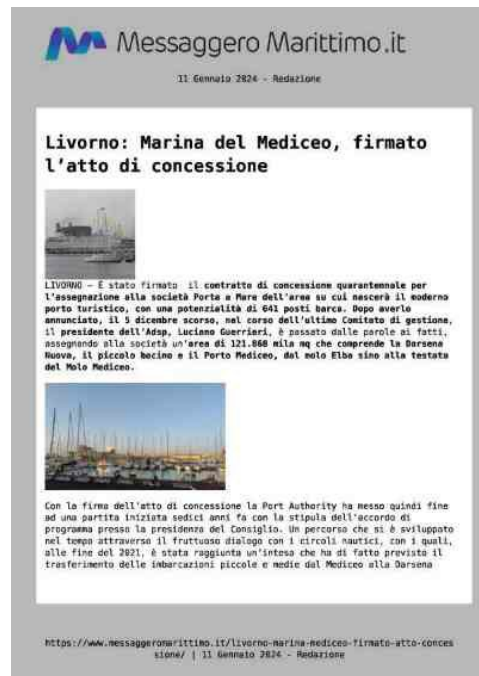 Messaggero Marittimo.it
11 Gennaio 2024 - Redazione
Livorno: Marina del Mediceo, firmato
l'atto di concessione
LIVORNO – È stato firmato il contratto di concessione quarantennale per
l'assegnazione alla società Porta a Mare dell'area su cui nascerà il moderno
porto turistico, con una potenzialità di 641 posti barca. Dopo averlo
annunciato, il 5 dicembre scorso, nel corso dell'ultimo Comitato di gestione,
il presidente dell'Adsp, Luciano Guerrieri, è passato dalle parole ai fatti,
assegnando alla società un'area di 121.868 mila mq che comprende la Darsena
Nuova, il piccolo bacino e il Porto Mediceo, dal molo Elba sino alla testata
del Molo Mediceo.
Con la firma dell'atto di concessione la Port Authority ha messo quindi fine
ad una partita iniziata sedici anni fa con la stipula dell'accordo di
programma presso la presidenza del Consiglio. Un percorso che si è sviluppato
nel tempo attraverso il fruttuoso dialogo con i circoli nautici, con i quali,
alle fine del 2021, è stata raggiunta un'intesa che ha di fatto previsto il
trasferimento delle imbarcazioni piccole e medie dal Mediceo alla Darsena
https://www.messaggeromarittimo.it/livorno-marina-mediceo-firmato-atto-conces
sione/ | 11 Gennaio 2024 - Redazione